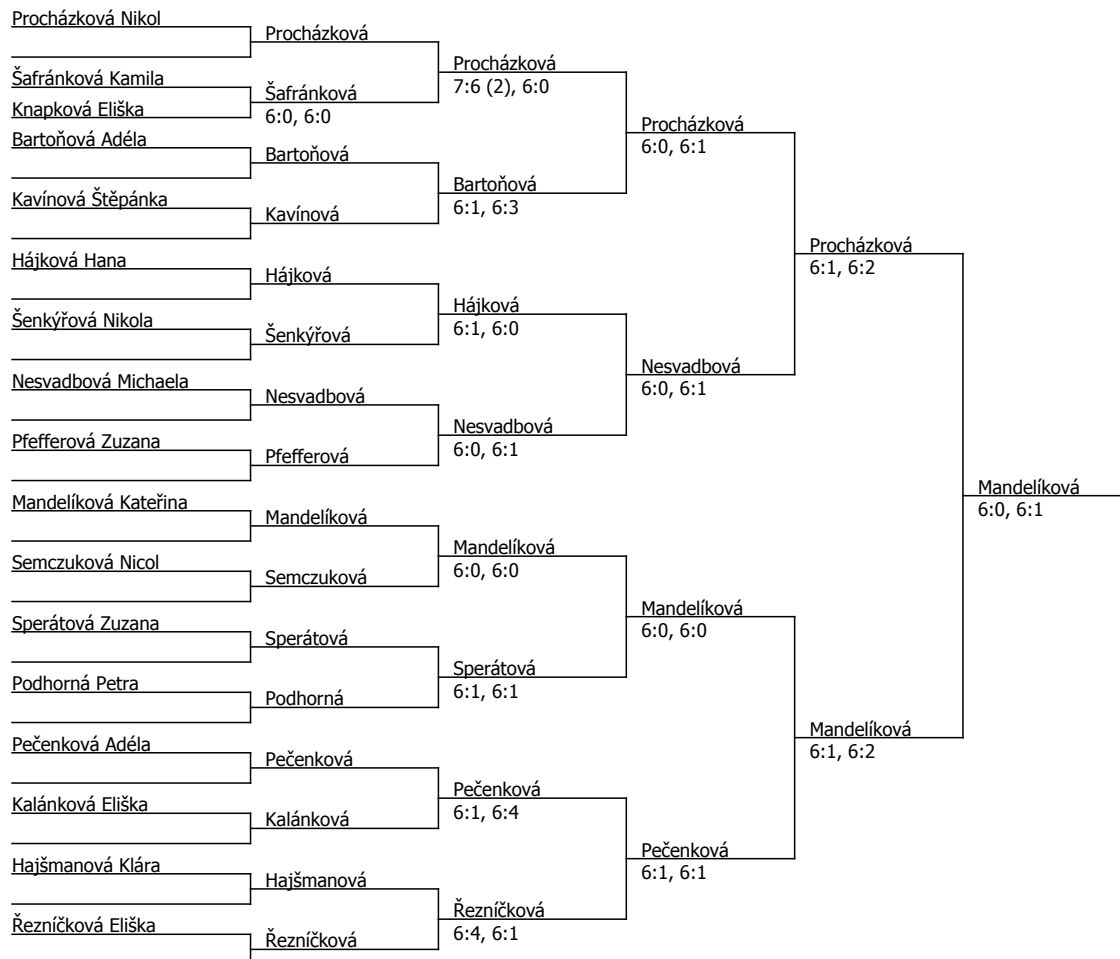 Procházková Nikol
Šafránková Kamila
Knapková Eliška
Bartoňová Adéla
Kavínová Štěpánka
Hájková Hana
Šenkýřová Nikola
Nesvadbová Michaela
Pfefferová Zuzana
Mandelíková Kateřina
Semczuková Nicol
Sperátová Zuzana
Podhorná Petra
Pečenková Adéla
Kalánková Eliška
Hajšmanová Klára
Řezníčková Eliška
Procházková
Šafránková
6:0, 6:0
Bartoňová
Kavínová
Hájková
Šenkýřová
Nesvadbová
Pfefferová
Mandelíková
Semczuková
Sperátová
Podhorná
Pečenková
Kalánková
Hajšmanová
Řezníčková
Procházková
7:6 (2), 6:0
Bartoňová
6:1, 6:3
Hájková
6:1, 6:0
Nesvadbová
6:0, 6:1
Mandelíková
6:0, 6:0
Sperátová
6:1, 6:1
Pečenková
6:1, 6:4
Řezníčková
6:4, 6:1
Procházková
6:0, 6:1
Nesvadbová
6:0, 6:1
Mandelíková
6:0, 6:0
Pečenková
6:1, 6:1
Procházková
6:1, 6:2
Mandelíková
6:1, 6:2
Mandelíková
6:0, 6:1